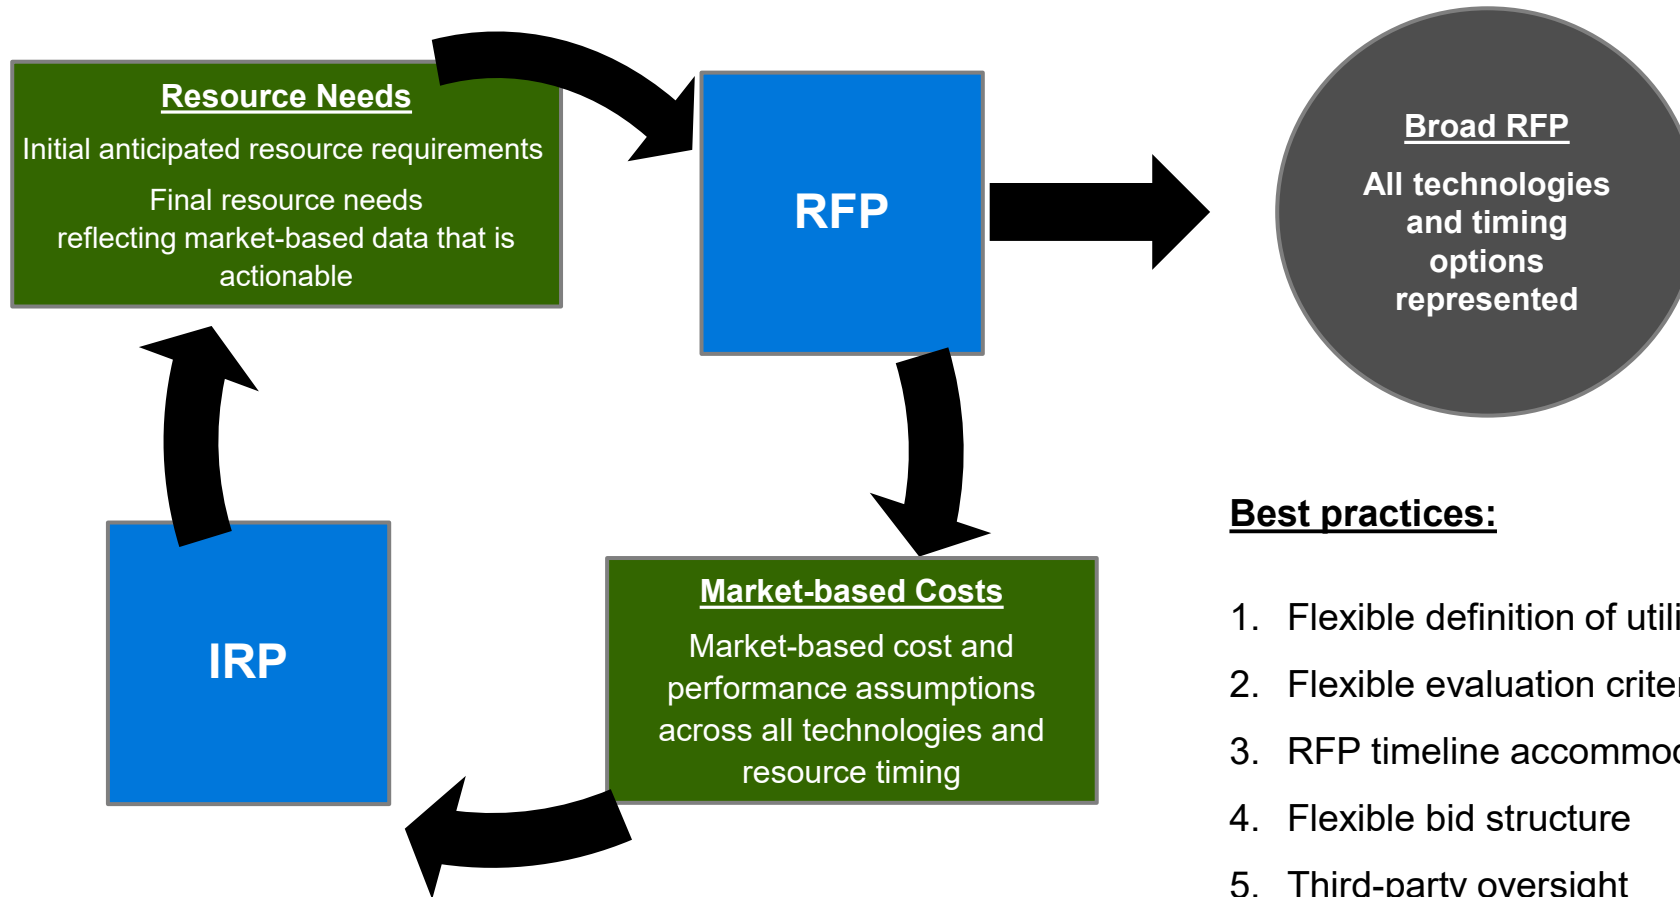 Resource Needs
Initial anticipated resource requirements
Final resource needs
reflecting market-based data that is
actionable
RFP
Broad RFP
All technologies
and timing
options
represented
IRP
Market-based Costs
Market-based cost and
performance assumptions
across all technologies and
resource timing
Best practices:
1. Flexible definition of
2. Flexible evaluation
3. RFP timeline
4. Flexible bid structure
5. Third-party oversight